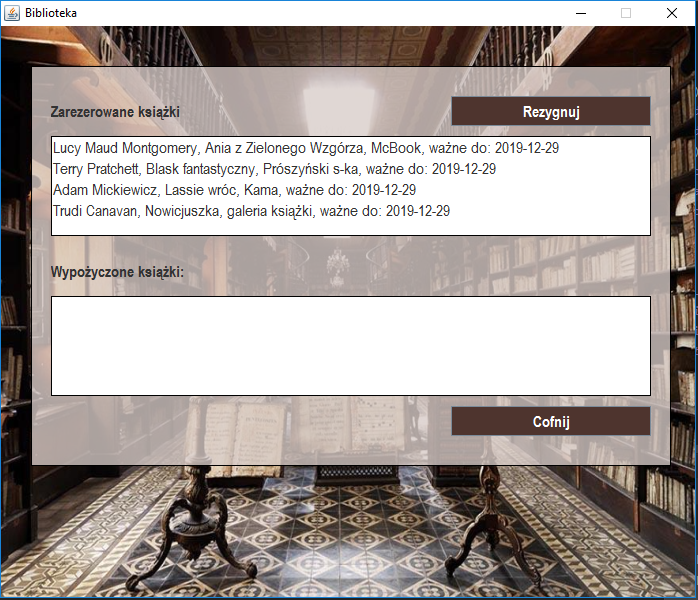 Biblioteka
Zarezerowane książki
Rezygnuj
Lucy Maud Montgomery, Ania z Zielonego Wzgórza, McBook, ważne do: 2019-12-29
Terry Pratchett, Blask fantastyczny, Prószyński s-ka, ważne do: 2019-12-29
Adam Mickiewicz, Lassie wróc, Kama, ważne do: 2019-12-29
Trudi Canavan, Nowicjuszka, galeria książki, ważne do: 2019-12-29
Wypożyczone książki:
Cofnij